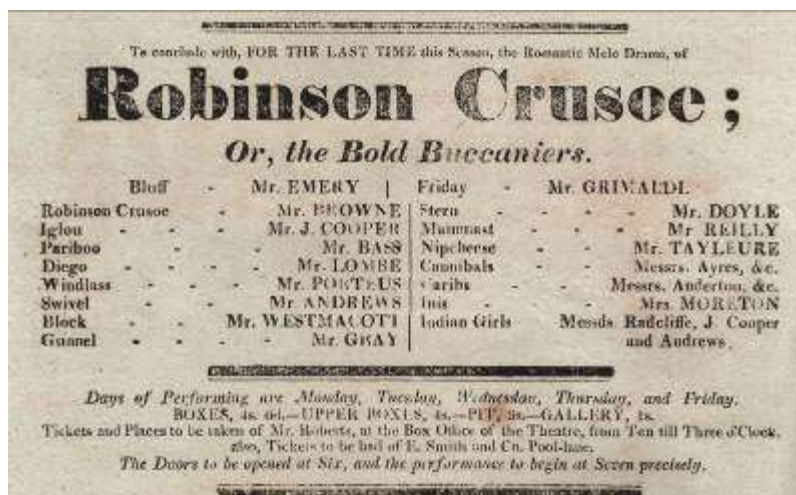 To conclude with, FOR THE LAST TIME this Season, the Romantic Melo Drama, of
Robinson Crusoe;
Or, the Bold Buccaniers.
Bluff - Mr. EMERY | Friday - Mr. GRIMALDI.
Robinson Crusoe - Mr. BROWNE
Iglou - - - Mr. J. COOPER
Pariboo - - Mr. BASS
Diego - - - - Mr. LOMBE
Windlass - - Mr. PORTEUS
Swivel - - Mr. ANDREWS
Block - - Mr. WESTMACOTT
Gunnel - - - - Mr. GRAY
Stern - - - - Mr. DOYLE
Mainmast - - Mr REILLY
Nipcheese - - Mr. TAYLEURE
Cannibals - - Messrs. Ayres, &c.
Caribs - - Messrs. Anderton, &c.
Inis - - Mrs MORETON
Indian Girls Messds. Radcliffe, J. Cooper
and Andrews.
Days of Performing are Monday, Tuesday, Wednesday, Thursday, and Friday.
BOXES, 4s. 6d.—UPPER BOXES, 4s.—PIT, 3s.—GALLERY, 1s.
Tickets and Places to be taken of Mr. Roberts, at the Box Office of the Theatre, from Ten till Three o'Clock.
also, Tickets to be had of E. Smith and Co. Pool-lane.
The Doors to be opened at Six, and the performance to begin at Seven precisely.